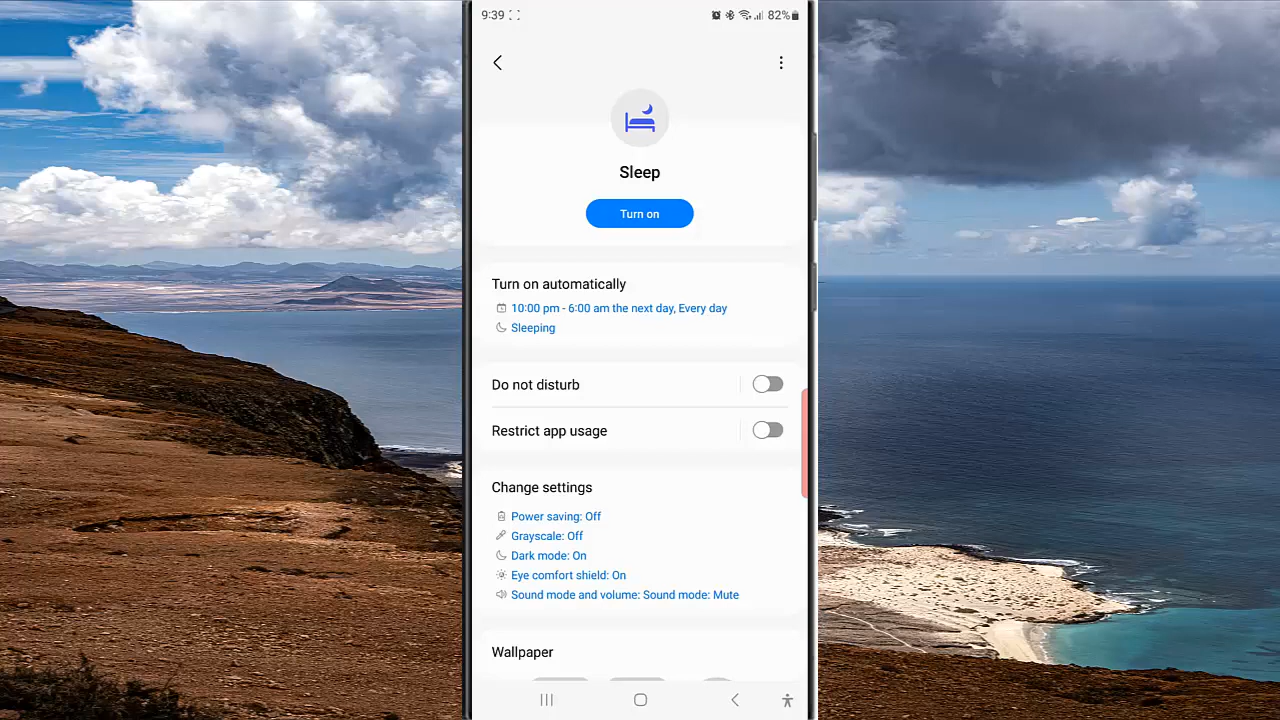 9:39
82%
Sleep
Turn on
Turn on automatically
10:00 pm - 6:00 am the next day, Every day
Sleeping
Do not disturb
Restrict app usage
Change settings
Power saving: Off
Grayscale: Off
Dark mode: On
Eye comfort shield: On
Sound mode and volume: Sound mode: Mute
Wallpaper